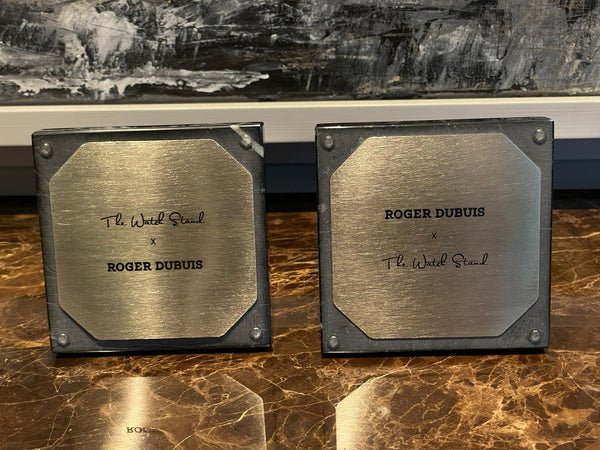 The Watch Stand
x
ROGER DUBUIS
ROGER DUBUIS
x
The Watch Stand